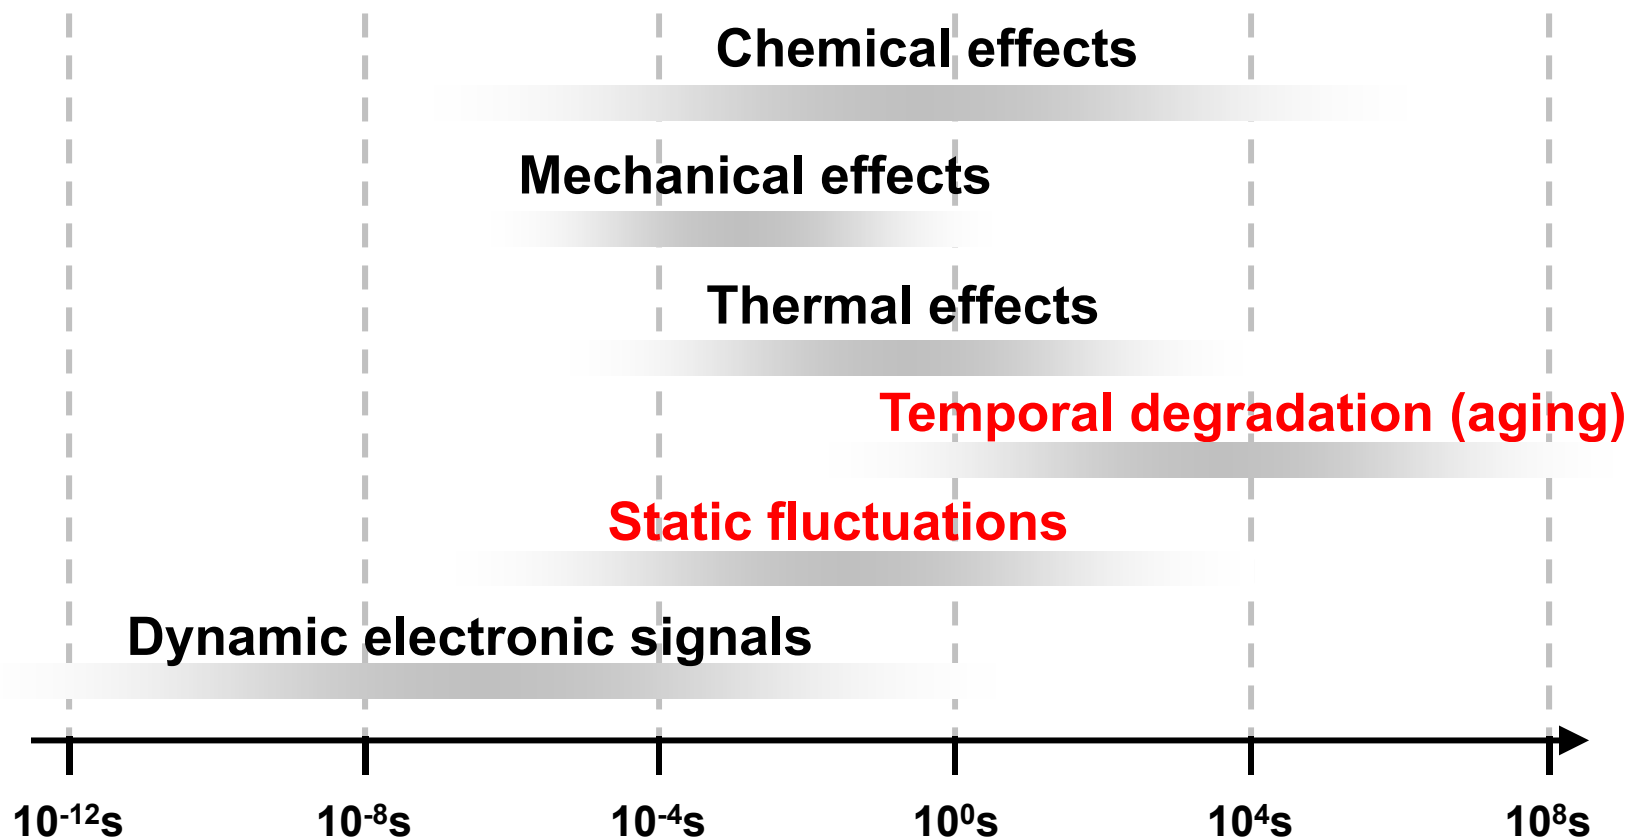 Chemical effects
Mechanical effects
Thermal effects
Temporal degradation (aging)
Static fluctuations
Dynamic electronic signals
10⁻¹²s 10⁻⁸s 10⁻⁴s 10⁰s 10⁴s 10⁸s